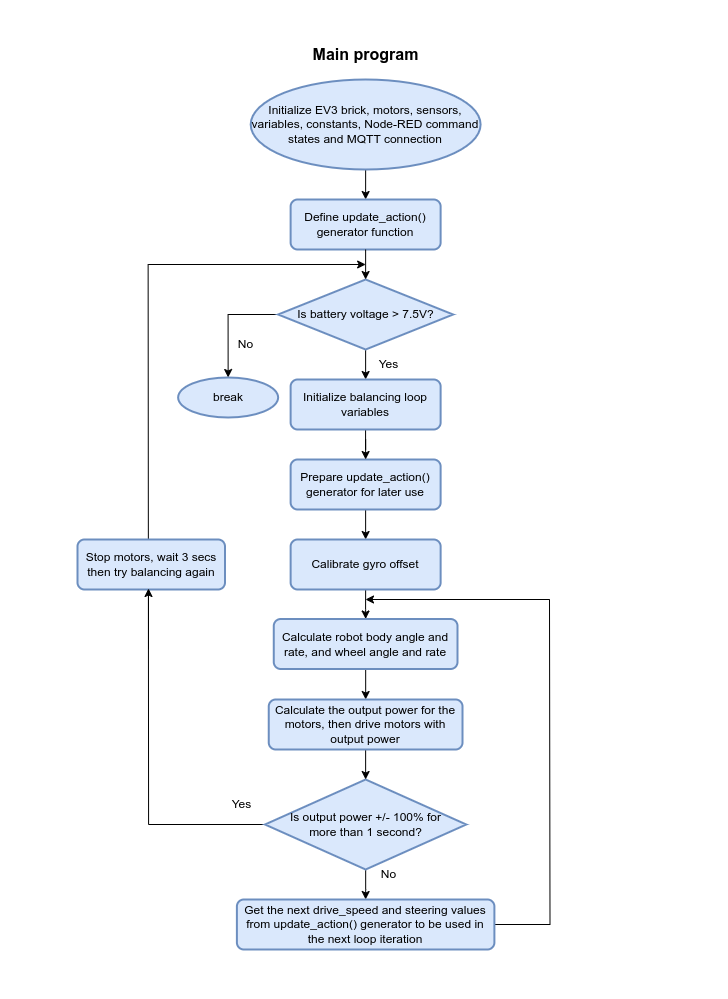 Main program
Initialize EV3 brick, motors, sensors,
variables, constants, Node-RED command
states and MQTT connection
Define update_action()
generator function
Is battery voltage > 7.5V?
No
Yes
break
Initialize balancing loop
variables
Prepare update_action()
generator for later use
Stop motors, wait 3 secs
then try balancing again
Calibrate gyro offset
Calculate robot body angle and
rate, and wheel angle and rate
Calculate the output power for the
motors, then drive motors with
output power
Yes
Is output power +/- 100% for
more than 1 second?
No
Get the next drive_speed and steering values
from update_action() generator to be used in
the next loop iteration